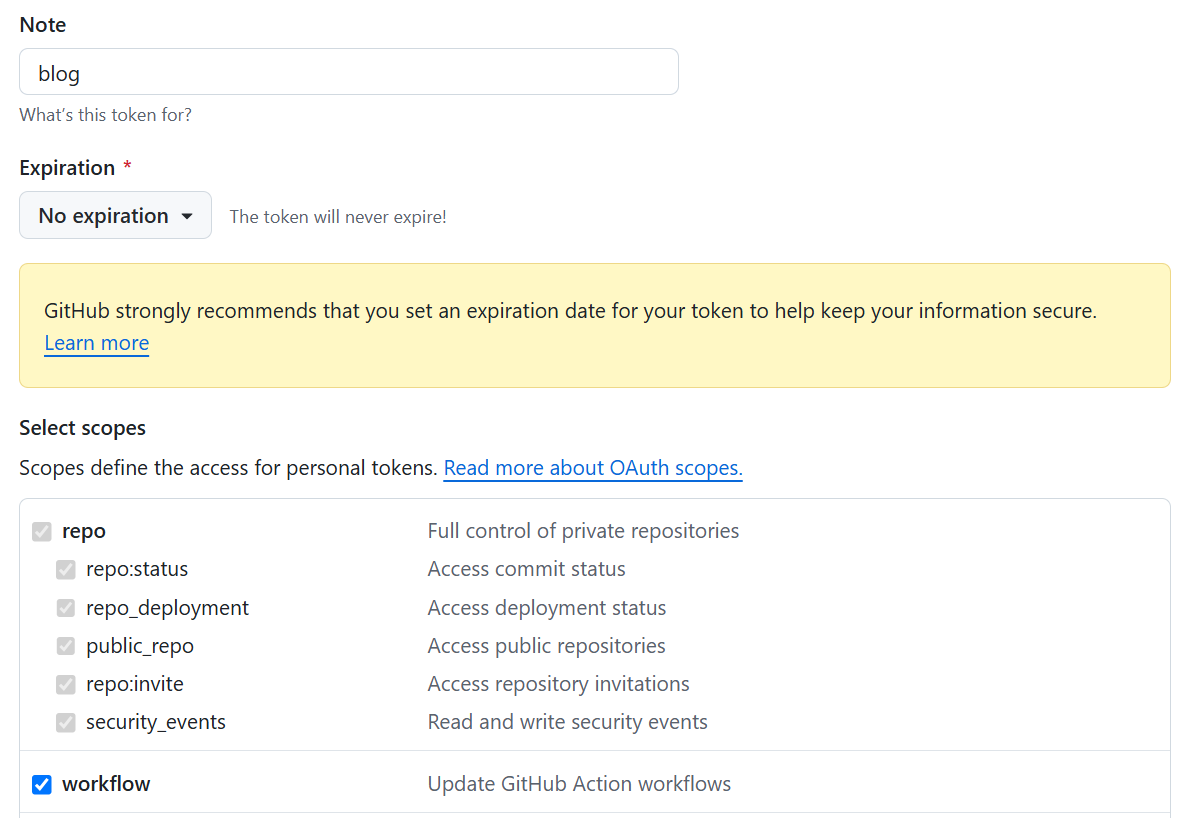 Note
blog
What's this token for?
Expiration *
No expiration The token will never expire!
GitHub strongly recommends that you set an expiration date for your token to help keep your information secure.
Learn more
Select scopes
Scopes define the access for personal tokens. Read more about OAuth scopes.
repo Full control of private repositories
repo:status Access commit status
repo_deployment Access deployment status
public_repo Access public repositories
repo:invite Access repository invitations
security_events Read and write security events
workflow Update GitHub Action workflows